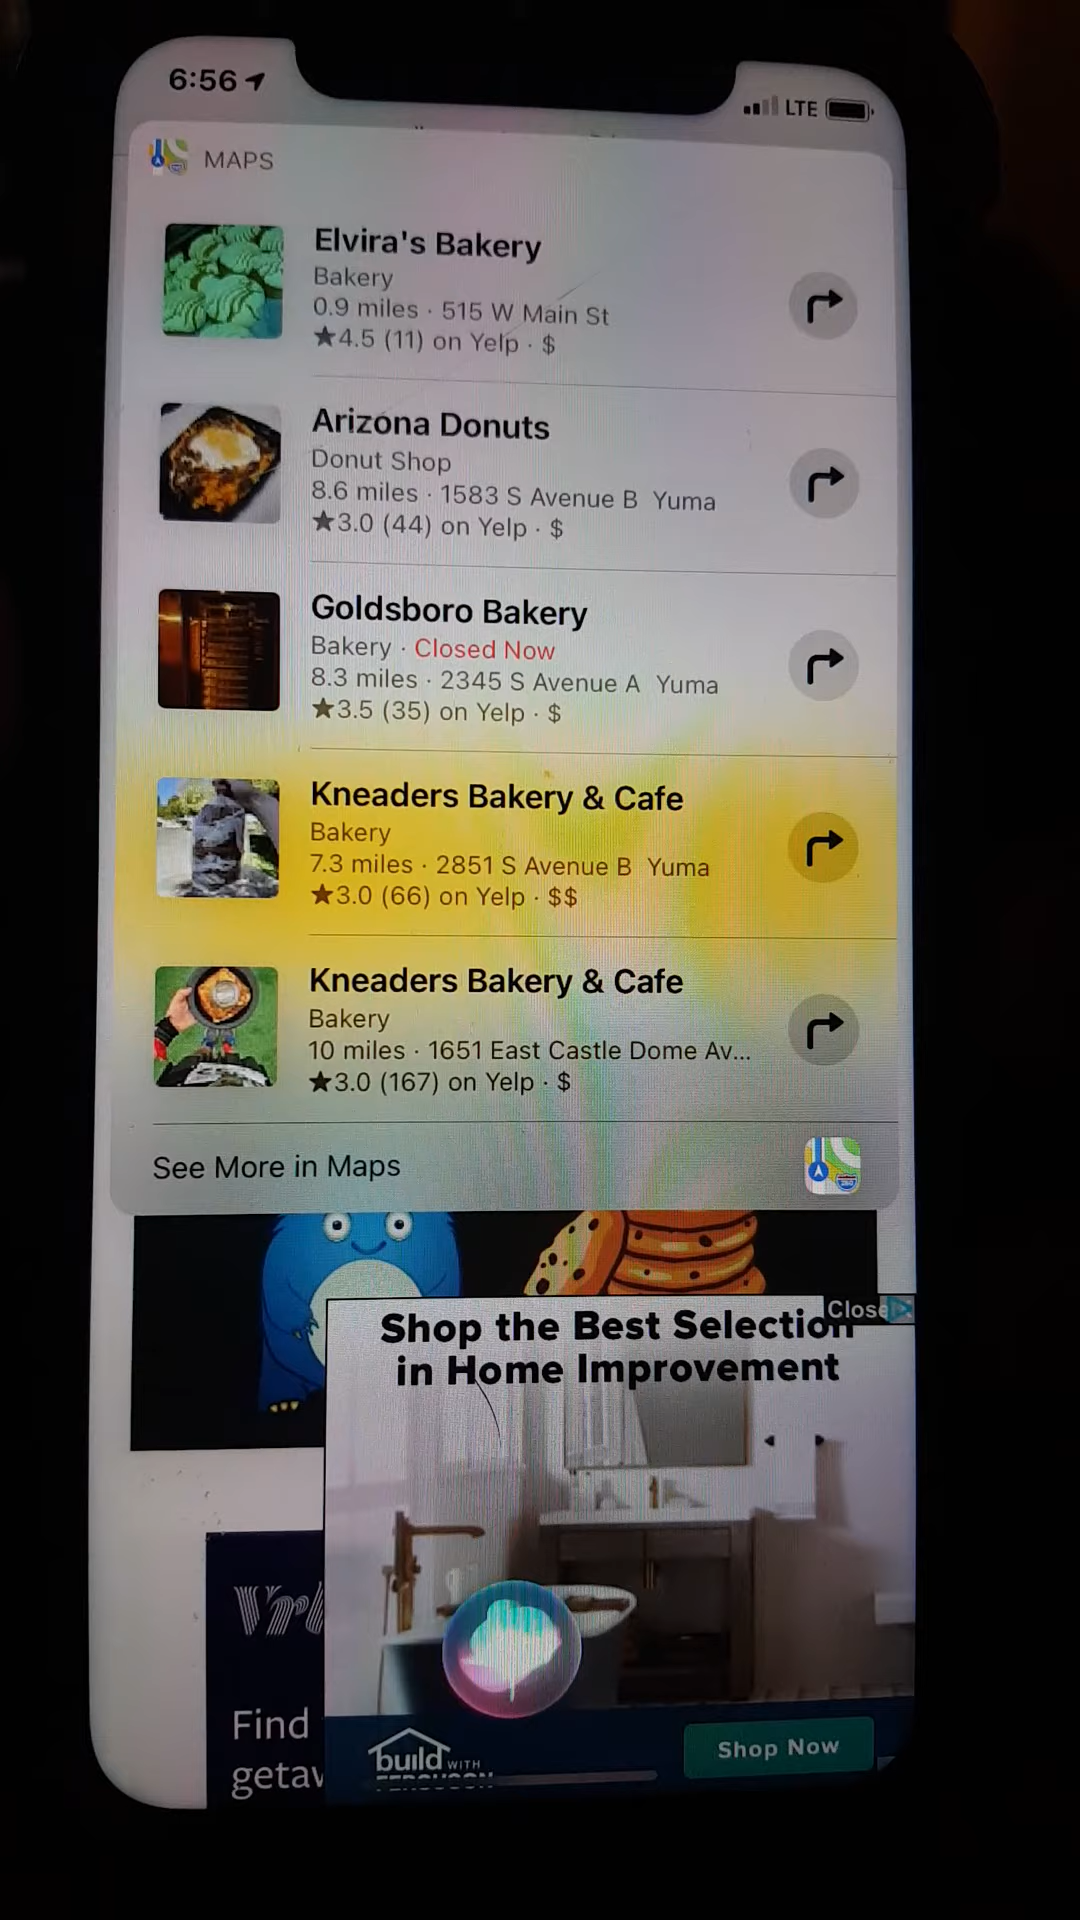 6:56
LTE
MAPS
Elvira's Bakery
Bakery
0.9 miles · 515 W Main St
★4.5 (11) on Yelp · $
Arizona Donuts
Donut Shop
8.6 miles · 1583 S Avenue B Yuma
★3.0 (44) on Yelp · $
Goldsboro Bakery
Bakery · Closed Now
8.3 miles · 2345 S Avenue A Yuma
★3.5 (35) on Yelp · $
Kneaders Bakery & Cafe
Bakery
7.3 miles · 2851 S Avenue B Yuma
★3.0 (66) on Yelp · $$
Kneaders Bakery & Cafe
Bakery
10 miles · 1651 East Castle Dome Av...
★3.0 (167) on Yelp · $
See More in Maps
Close
Shop the Best Selection
in Home Improvement
Find
build WITH
FERGUSON
Shop Now